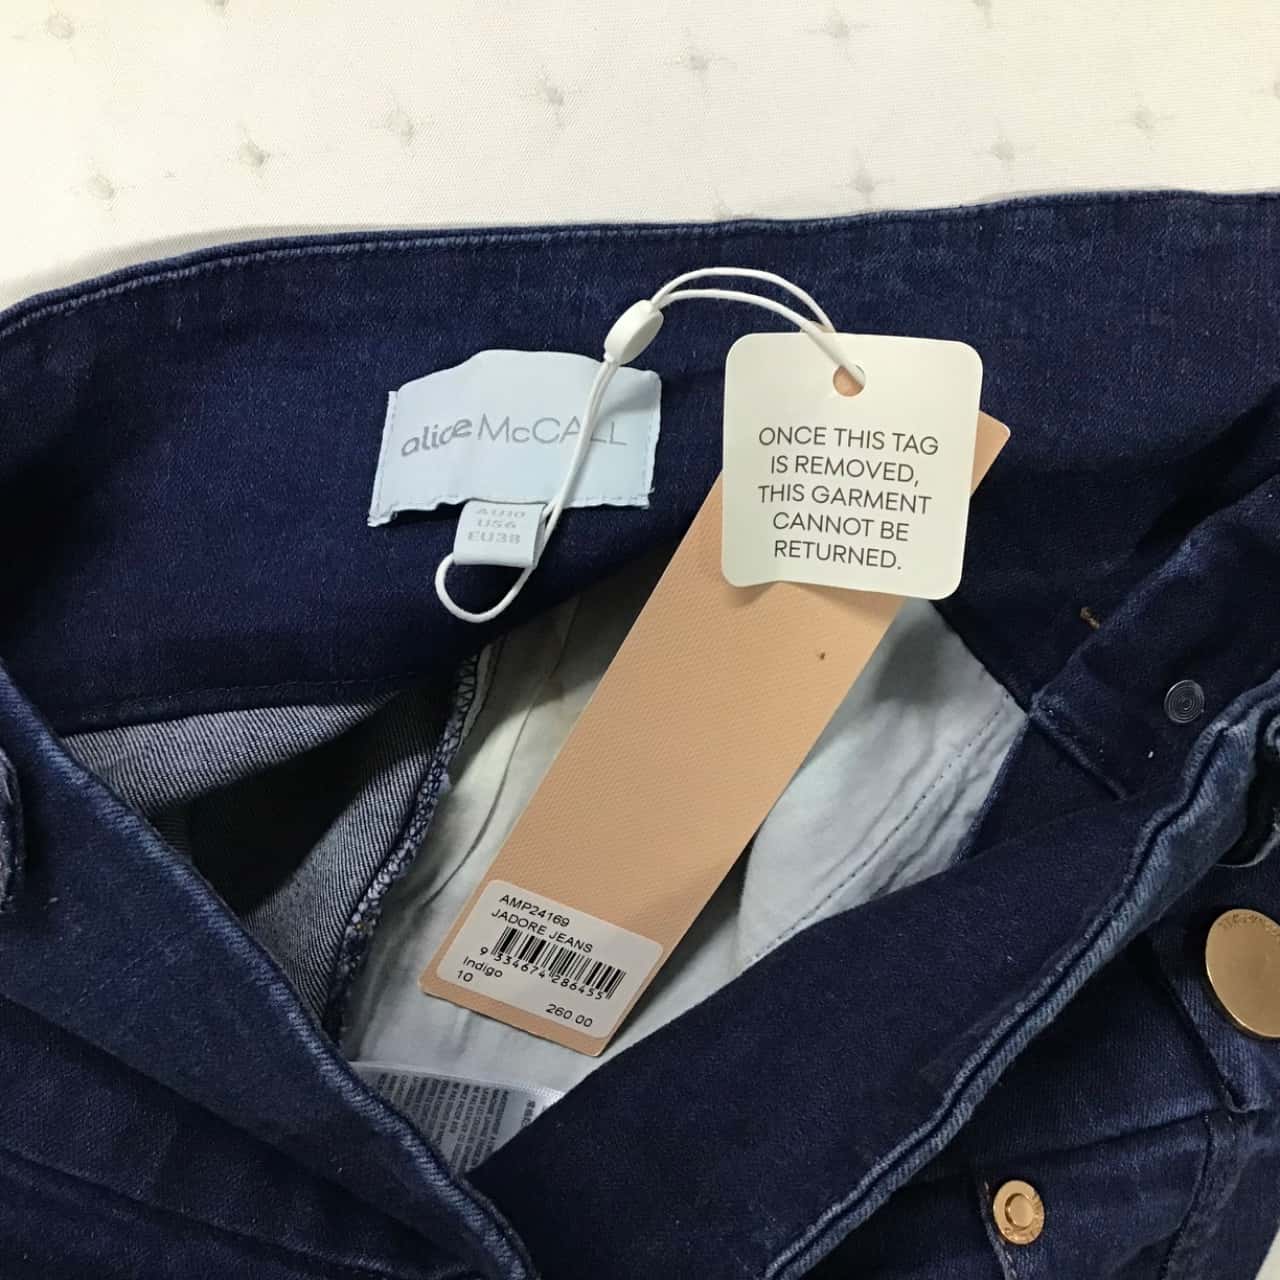 alice McCALL
AU10
US6
EU38
ONCE THIS TAG
IS REMOVED,
THIS GARMENT
CANNOT BE
RETURNED.
AMP24169
JADORE JEANS
9 334674 286455
Indigo
10
260.00